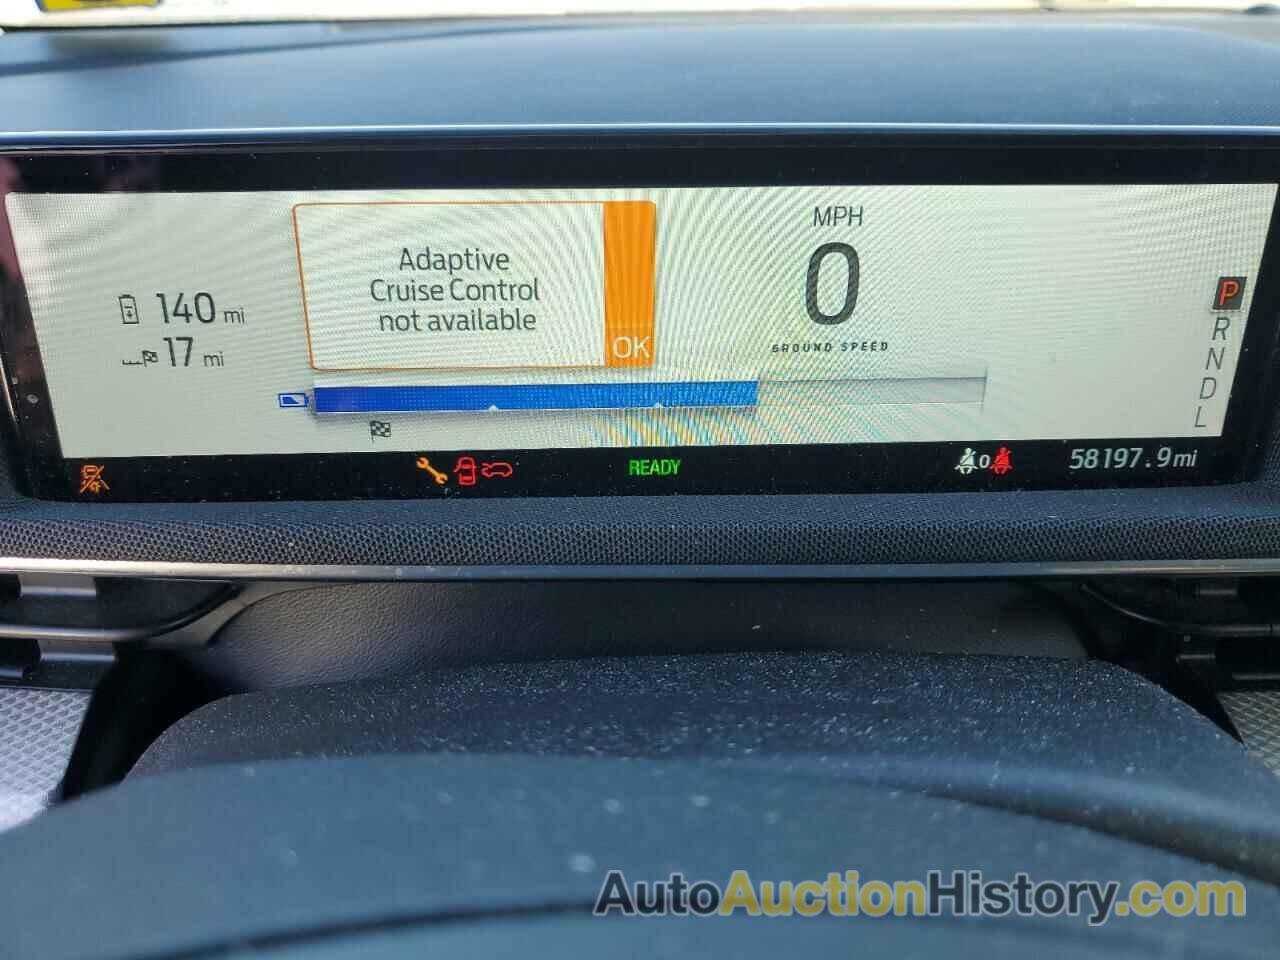 MPH
Adaptive
Cruise Control
not available
OK
0
GROUND SPEED
140 mi
17 mi
P
R
N
D
L
READY
0
58197.9mi
AutoAuctionHistory.com